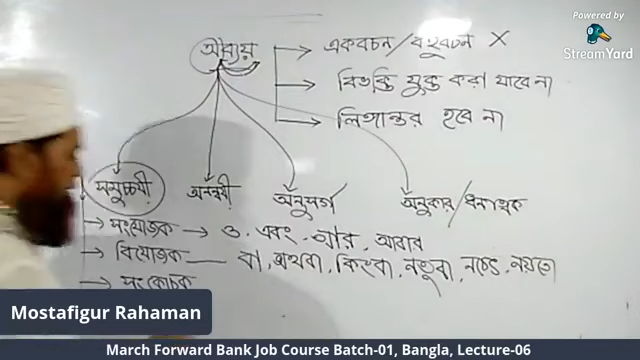 Powered by
StreamYard
অব্যয়
একবচন / বহুবচন X
বিভক্তি যুক্ত করা যাবে না
লিঙ্গান্তর হবে না
সমুচ্চয়ী
অনন্বয়ী
অনুসর্গ
অনুকার/ধনাত্মক
→ সংযোজক → ও, এবং, আর, আবার
→ বিয়োজক — বা, অথবা, কিংবা, নতুবা, নচেৎ, নয়তো
→ সংকোচক
Mostafigur Rahaman
March Forward Bank Job Course Batch-01, Bangla, Lecture-06